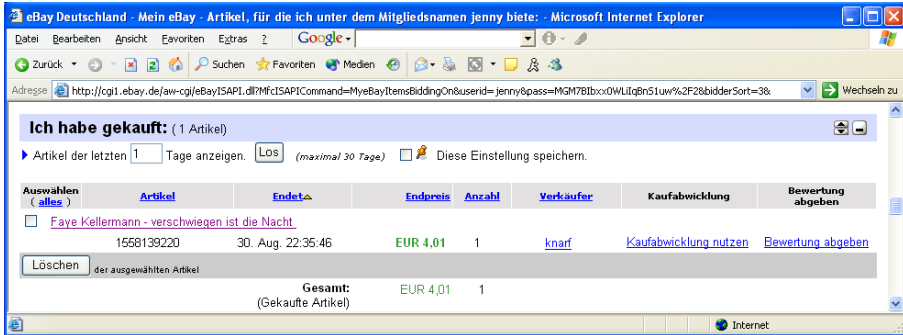 eBay Deutschland - Mein eBay - Artikel, für die ich unter dem Mitgliedsnamen jenny biete: - Microsoft Internet Explorer
Datei Bearbeiten Ansicht Favoriten Extras ? Google
Zurück Suchen Favoriten Medien
Adresse http://cgi1.ebay.de/aw-cgi/eBayISAPI.dll?MfcISAPICommand=MyeBayItemsBiddingOn&userid=jenny&pass=MGM7BIbxx0WLiIqBn51uw%2F2&bidderSort=3& Wechseln zu
Ich habe gekauft: ( 1 Artikel)
Artikel der letzten 1 Tage anzeigen. Los (maximal 30 Tage) Diese Einstellung speichern.
Auswählen ( alles ) Artikel Endet Endpreis Anzahl Verkäufer Kaufabwicklung Bewertung abgeben
Faye Kellermann - verschwiegen ist die Nacht
1558139220 30. Aug. 22:35:46 EUR 4,01 1 knarf Kaufabwicklung nutzen Bewertung abgeben
Löschen der ausgewählten Artikel
Gesamt: EUR 4,01 1
(Gekaufte Artikel)
Internet